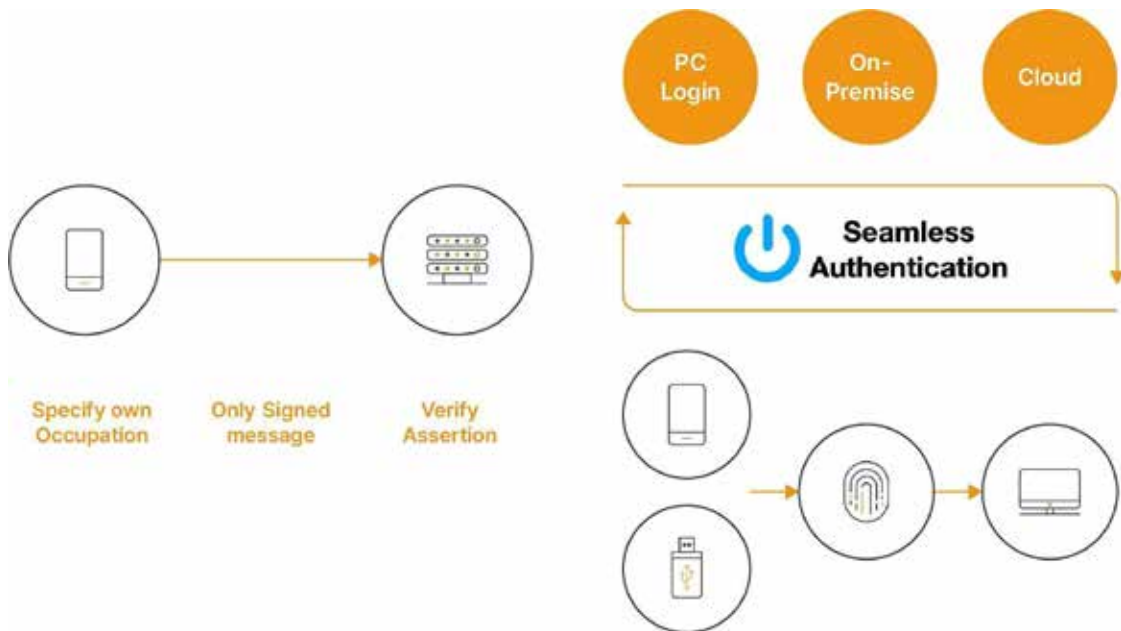 PC
Login
On-
Premise
Cloud
Seamless
Authentication
Specify own
Occupation
Only Signed
message
Verify
Assertion